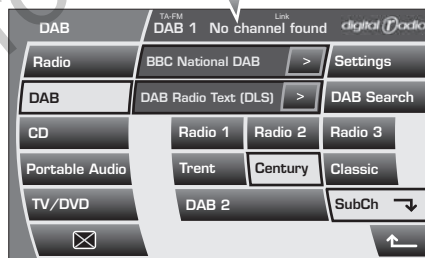 TA-FM Link
DAB DAB 1 No channel found digital radio
Radio BBC National DAB > Settings
DAB DAB Radio Text (DLS) > DAB Search
CD Radio 1 Radio 2 Radio 3
Portable Audio Trent Century Classic
TV/DVD DAB 2 SubCh